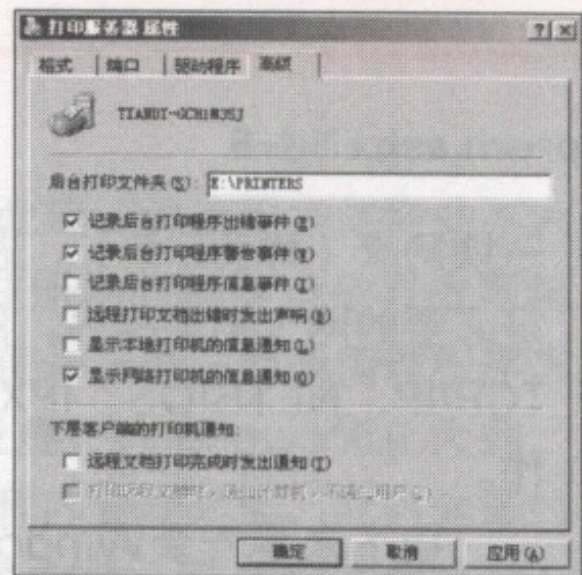 打印服务器 属性
格式 端口 驱动程序 高级
后台打印文件夹(S): E:\PRINTERS
记录后台打印程序出错事件(E)
记录后台打印程序警告事件(W)
记录后台打印程序信息事件(I)
远程打印文档出错时发出声响(B)
显示本地打印机的信息通知(L)
显示网络打印机的信息通知(O)
下层客户端的打印机通知:
远程文档打印完成时发出通知(T)
确定 取消 应用(A)